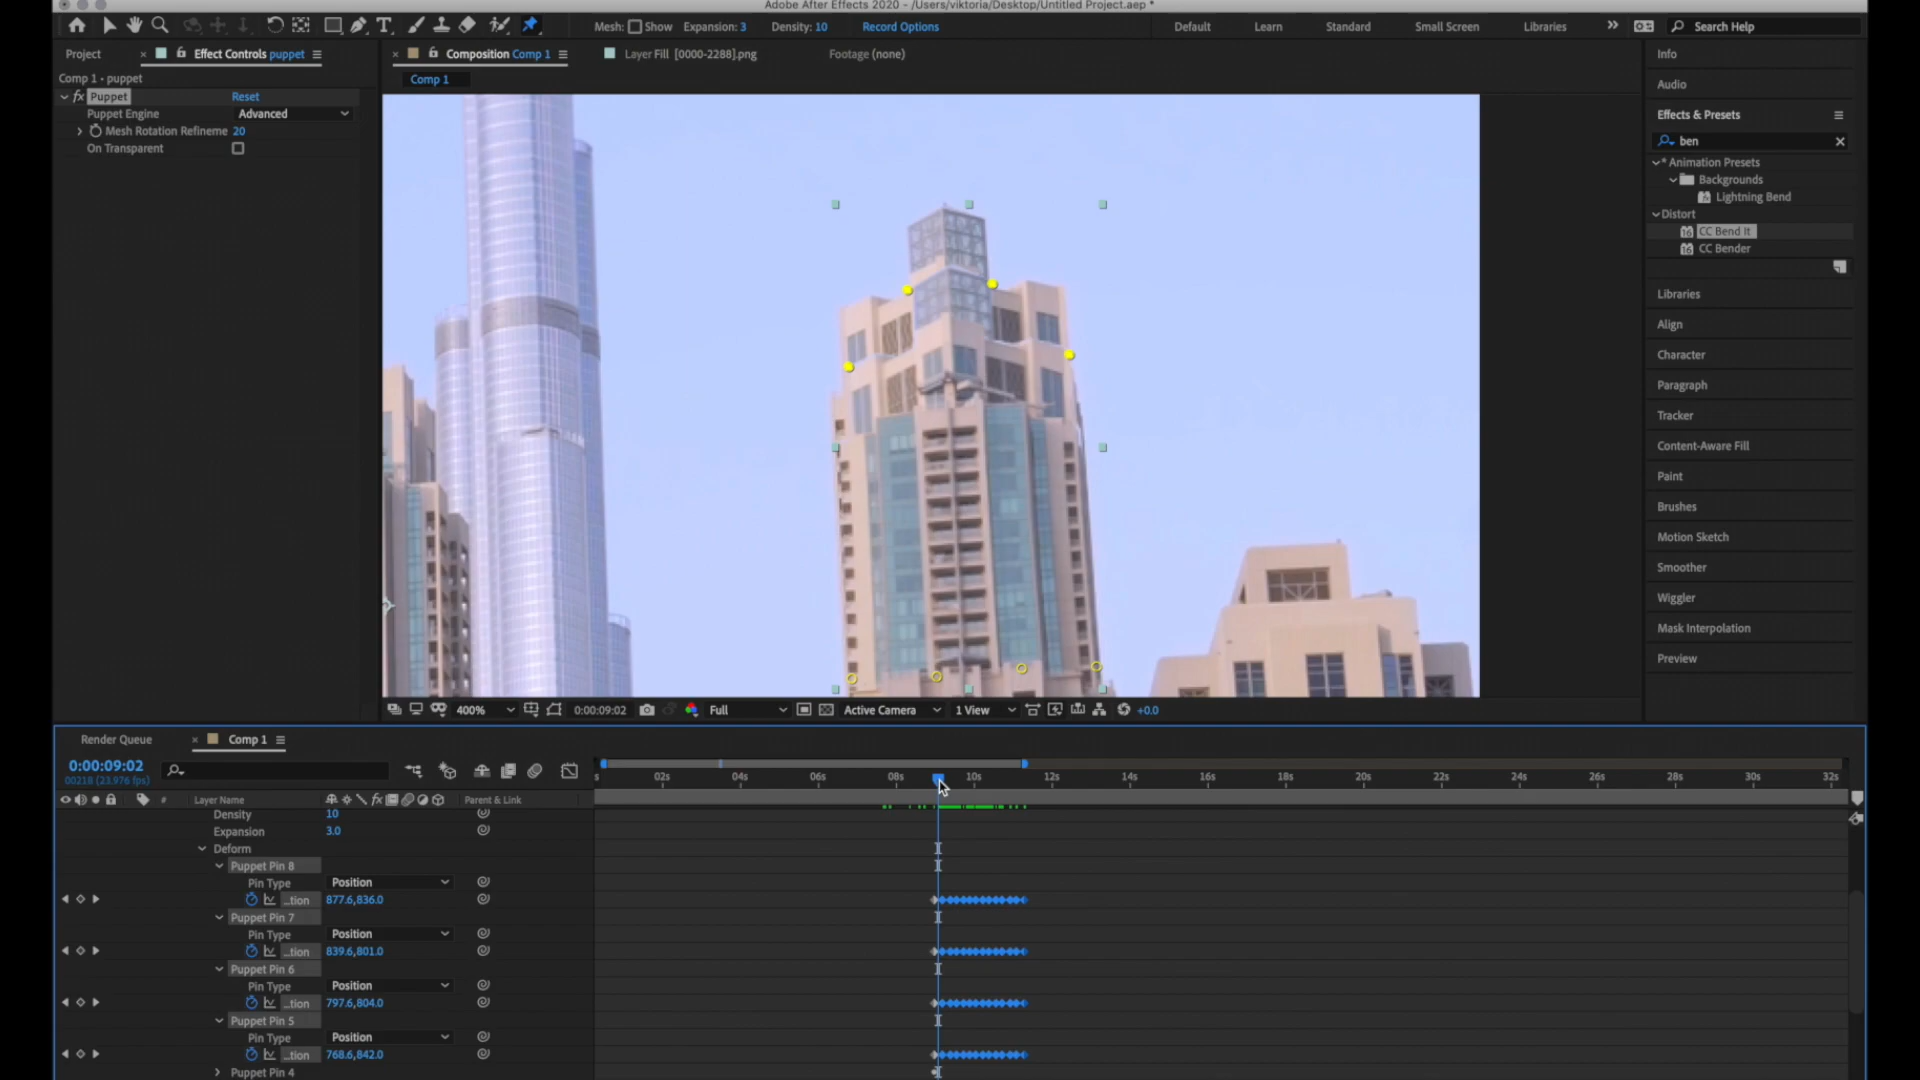 Adobe After Effects 2020 - /Users/viktoria/Desktop/Untitled Project.aep *
Mesh: Show Expansion: 3 Density: 10 Record Options
Default Learn Standard Small Screen Libraries Search Help
Project Effect Controls puppet
Composition Comp 1 Layer Fill [0000-2288].png Footage (none)
Comp 1 • puppet
Comp 1
fx Puppet Reset
Puppet Engine Advanced
Mesh Rotation Refineme 20
On Transparent
Info
Audio
Effects & Presets
ben
* Animation Presets
Backgrounds
Lightning Bend
Distort
CC Bend It
CC Bender
Libraries
Align
Character
Paragraph
Tracker
Content-Aware Fill
Paint
Brushes
Motion Sketch
Smoother
Wiggler
Mask Interpolation
Preview
400% 0:00:09:02 Full Active Camera 1 View +0.0
Render Queue Comp 1
0:00:09:02
00218 (23.976 fps)
s 02s 04s 06s 08s 10s 12s 14s 16s 18s 20s 22s 24s 26s 28s 30s 32s
# Layer Name fx Parent & Link
Density 10
Expansion 3.0
Deform
Puppet Pin 8
Pin Type Position
...tion 877.6,836.0
Puppet Pin 7
Pin Type Position
...tion 839.6,801.0
Puppet Pin 6
Pin Type Position
...tion 797.6,804.0
Puppet Pin 5
Pin Type Position
...tion 768.6,842.0
Puppet Pin 4